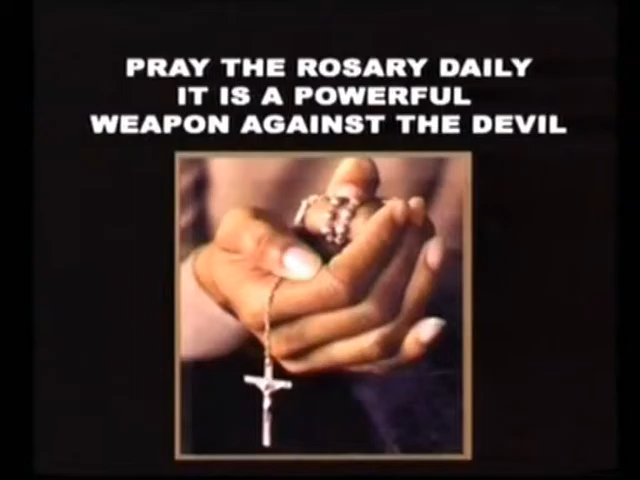 PRAY THE ROSARY DAILY
IT IS A POWERFUL
WEAPON AGAINST THE DEVIL